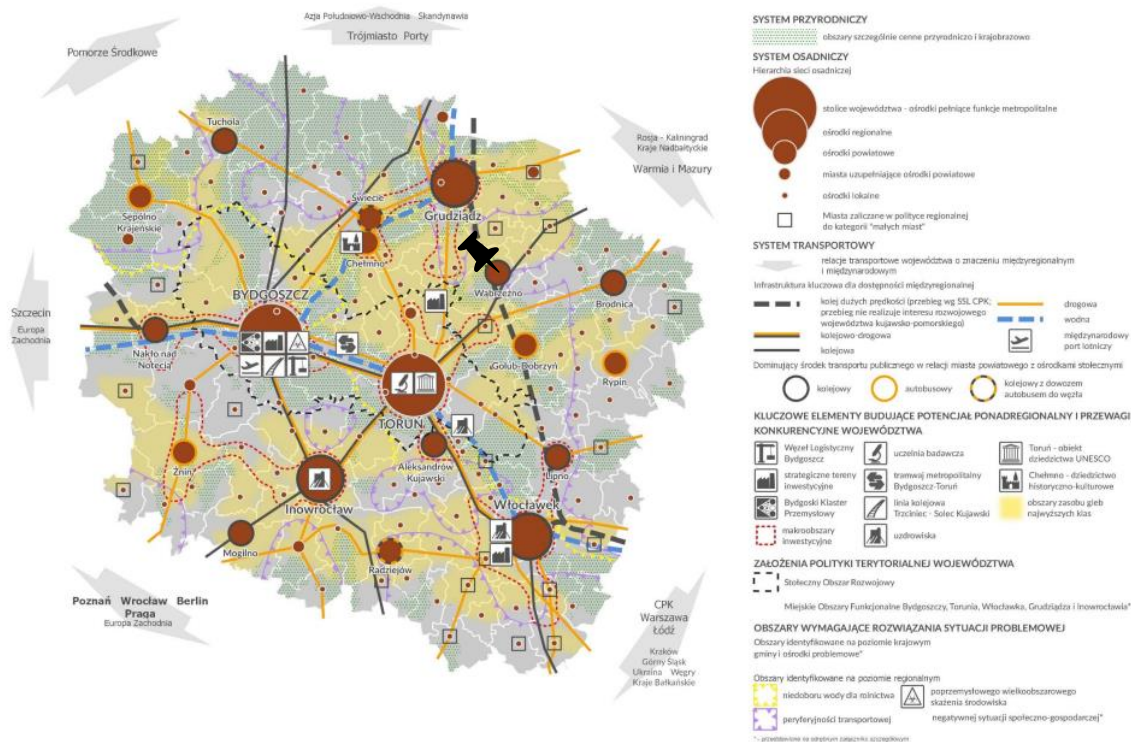 Azja Południowo-Wschodnia Skandynawia
Trójmiasto Porty
Pomorze Środkowe
Rosja - Kaliningrad
Kraje Nadbałtyckie
Warmia i Mazury
Szczecin
Europa
Zachodnia
Poznań Wrocław Berlin
Praga
Europa Zachodnia
CPK
Warszawa
Łódź
Kraków
Górny Śląsk
Ukraina Węgry
Kraje Bałkańskie
Tuchola
Sępólno
Krajeńskie
Świecie
Grudziądz
Chełmno
Wąbrzeźno
Brodnica
BYDGOSZCZ
Nakło nad
Notecią
Golub-Dobrzyń
Rypin
TORUŃ
Żnin
Aleksandrów
Kujawski
Lipno
Inowrocław
Włocławek
Mogilno
Radziejów
SYSTEM PRZYRODNICZY
obszary szczególnie cenne przyrodniczo i krajobrazowo
SYSTEM OSADNICZY
Hierarchia sieci osadniczej
stolice województwa - ośrodki pełniące funkcje metropolitalne
ośrodki regionalne
ośrodki powiatowe
miasta uzupełniające ośrodki powiatowe
ośrodki lokalne
Miasta zaliczane w polityce regionalnej
do kategorii "małych miast"
SYSTEM TRANSPORTOWY
relacje transportowe województwa o znaczeniu międzyregionalnym
i międzynarodowym
Infrastruktura kluczowa dla dostępności międzyregionalnej
kolej dużych prędkości (przebieg wg SSL CPK;
przebieg nie realizuje interesu rozwojowego
województwa kujawsko-pomorskiego)
kolejowo-drogowa
kolejowa
drogowa
wodna
międzynarodowy
port lotniczy
Dominujący środek transportu publicznego w relacji miasta powiatowego z ośrodkami stołecznymi
kolejowy
autobusowy
kolejowy z dowozem
autobusem do węzła
KLUCZOWE ELEMENTY BUDUJĄCE POTENCJAŁ PONADREGIONALNY I PRZEWAGI
KONKURENCYJNE WOJEWÓDZTWA
Węzeł Logistyczny
Bydgoszcz
uczelnia badawcza
Toruń - obiekt
dziedzictwa UNESCO
strategiczne tereny
inwestycyjne
tramwaj metropolitalny
Bydgoszcz-Toruń
Chełmno - dziedzictwo
historyczno-kulturowe
Bydgoski Klaster
Przemysłowy
linia kolejowa
Trzciniec - Solec Kujawski
obszary zasobu gleb
najwyższych klas
makroobszary
inwestycyjne
uzdrowiska
ZAŁOŻENIA POLITYKI TERYTORIALNEJ WOJEWÓDZTWA
Stołeczny Obszar Rozwojowy
Miejskie Obszary Funkcjonalne Bydgoszczy, Torunia, Włocławka, Grudziądza i Inowrocławia*
OBSZARY WYMAGAJĄCE ROZWIĄZANIA SYTUACJI PROBLEMOWEJ
Obszary identyfikowane na poziomie krajowym
gminy i ośrodki problemowe*
Obszary identyfikowane na poziomie regionalnym
niedoboru wody dla rolnictwa
poprzemysłowego wielkoobszarowego
skażenia środowiska
peryferyjności transportowej
negatywnej sytuacji społeczno-gospodarczej*
* - przedstawiono na odrębnym załączniku szczegółowym